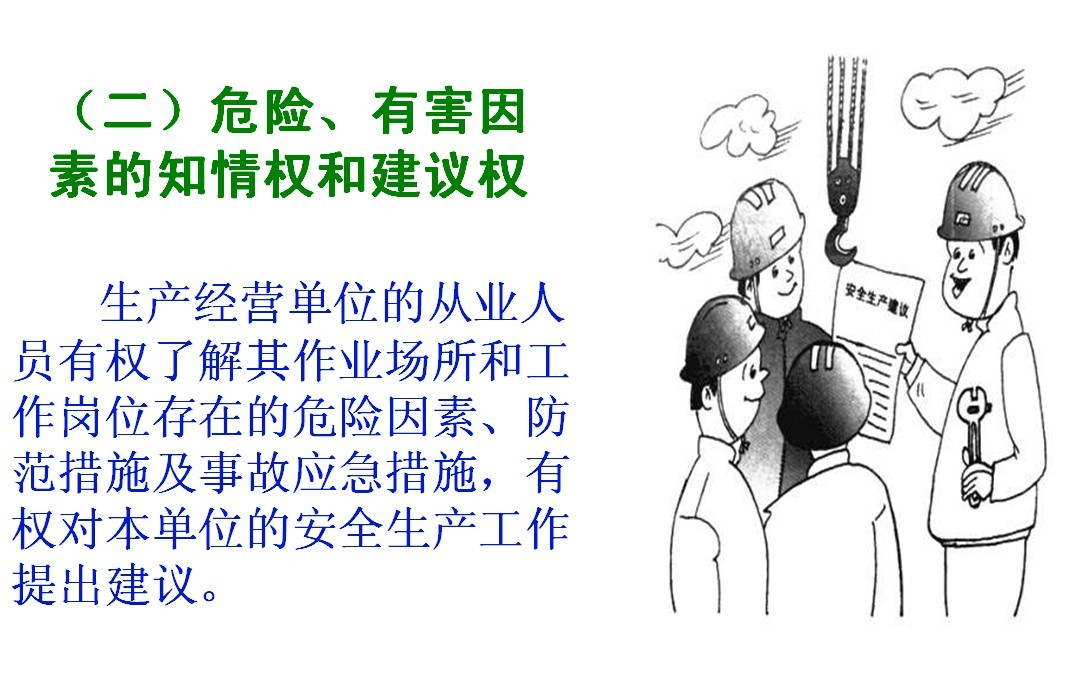 （二）危险、有害因
素的知情权和建议权
生产经营单位的从业人
员有权了解其作业场所和工
作岗位存在的危险因素、防
范措施及事故应急措施，有
权对本单位的安全生产工作
提出建议。
安全生产建议